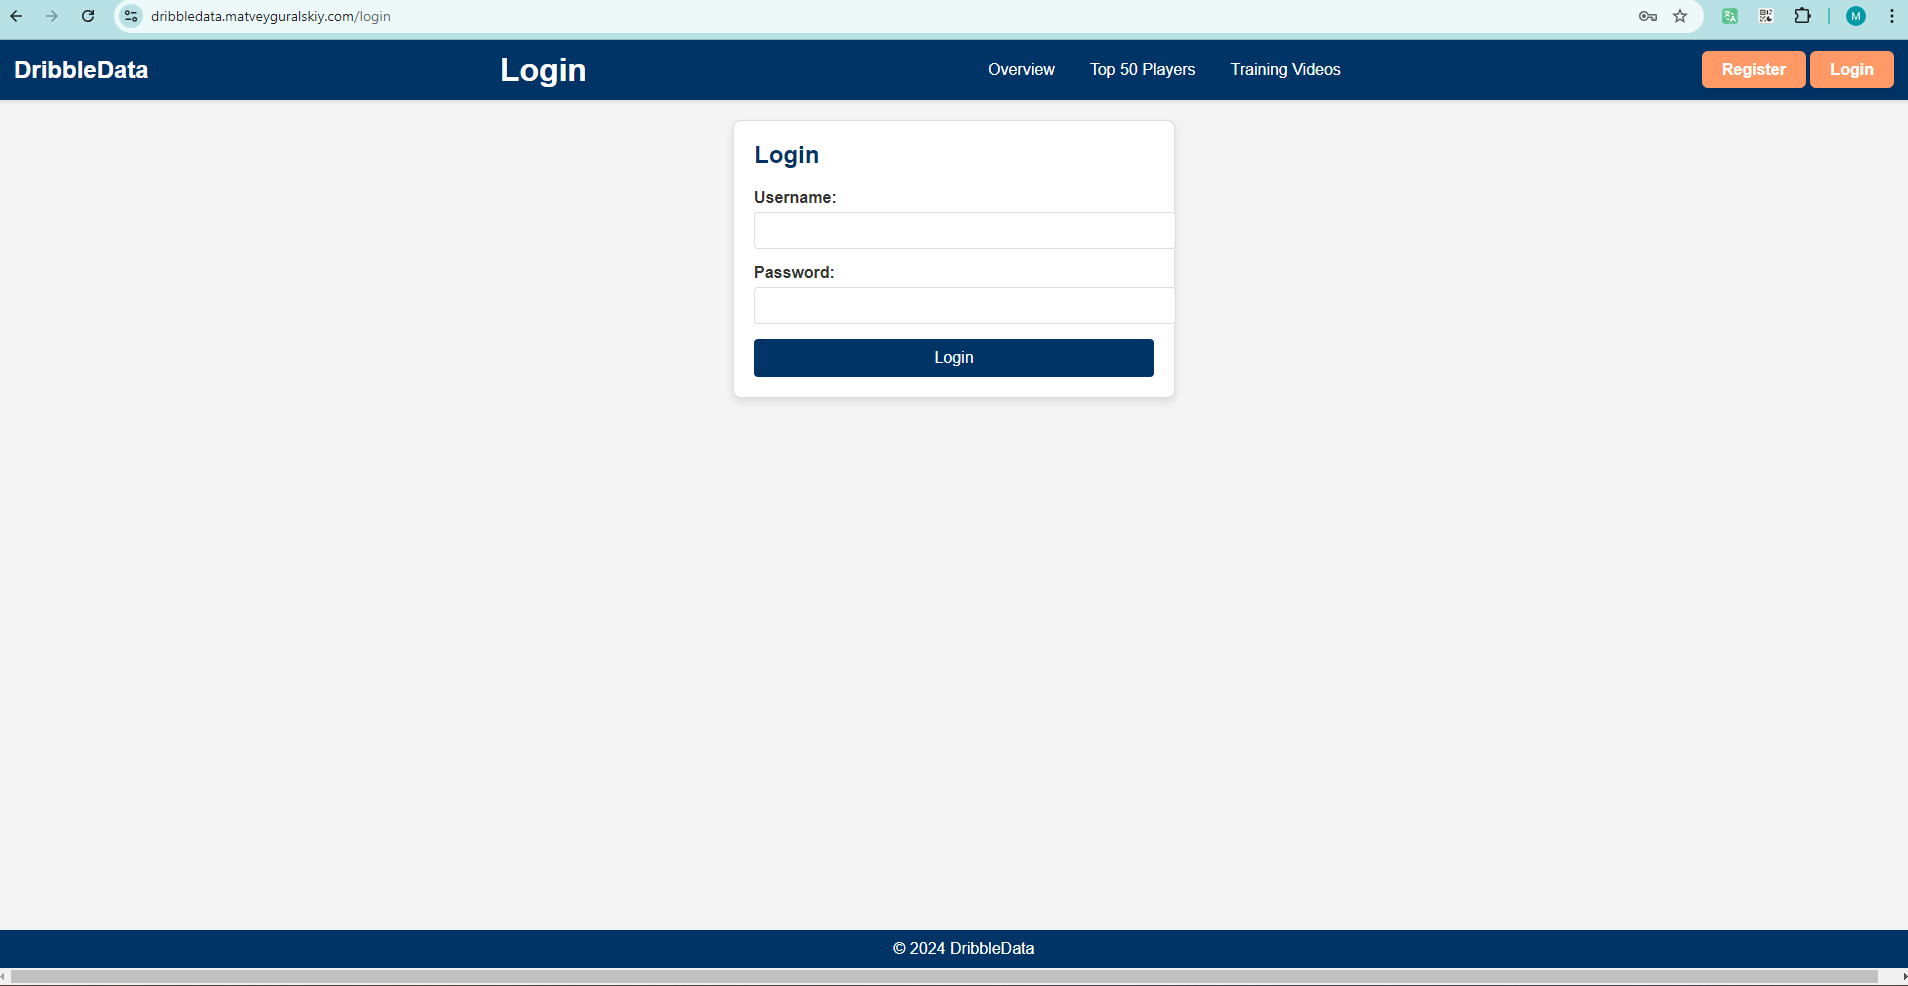 dribbledata.matveyguralskiy.com/login
M
DribbleData
Login
Overview
Top 50 Players
Training Videos
Register
Login
Login
Username:
Password:
Login
© 2024 DribbleData